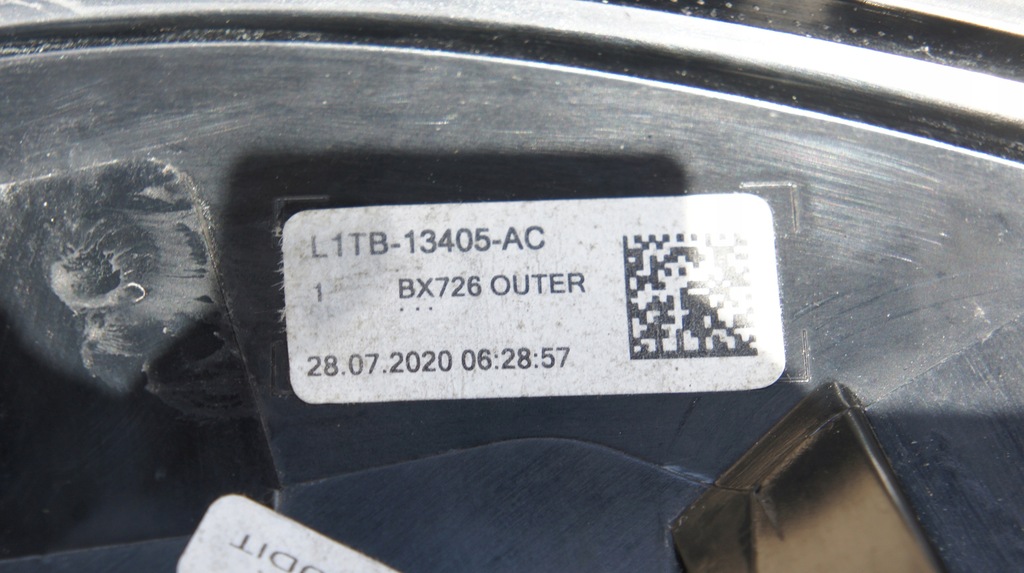 L1TB-13405-AC
1 BX726 OUTER
...
28.07.2020 06:28:57